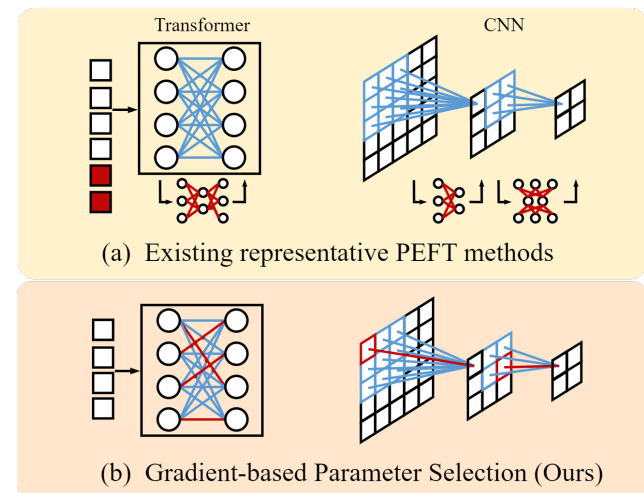 Transformer
CNN
(a) Existing representative PEFT methods
(b) Gradient-based Parameter Selection (Ours)